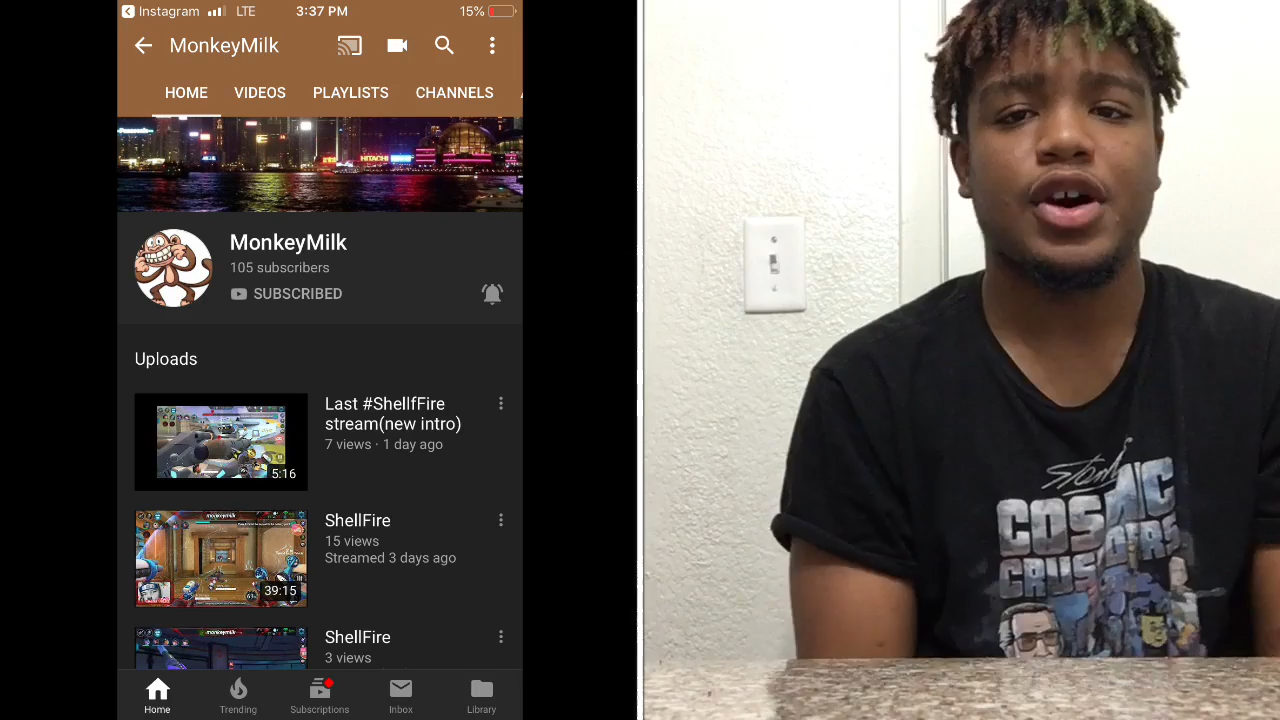 Instagram LTE 3:37 PM 15%
MonkeyMilk
HOME VIDEOS PLAYLISTS CHANNELS
Panasonic HITACHI
MonkeyMilk
105 subscribers
SUBSCRIBED
Uploads
Last #ShellfFire
stream(new intro)
7 views · 1 day ago
5:16
ShellFire
15 views
Streamed 3 days ago
39:15
ShellFire
3 views
Home Trending Subscriptions Inbox Library
COSMIC
CRUSADERS